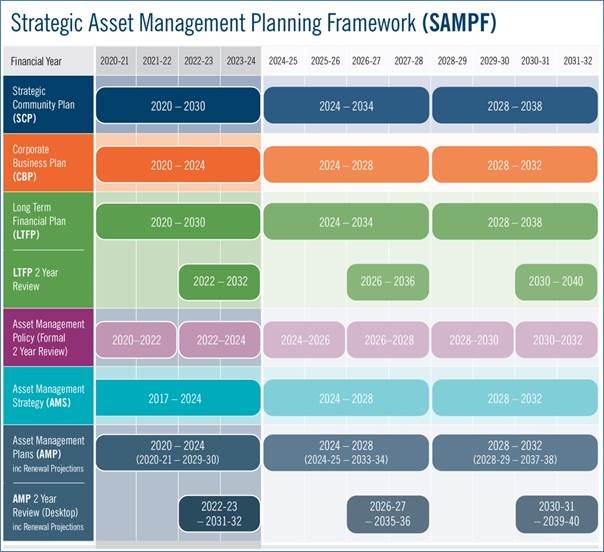 Strategic Asset Management Planning Framework (SAMPF)
Financial Year 2020-21 2021-22 2022-23 2023-24 2024-25 2025-26 2026-27 2027-28 2028-29 2029-30 2030-31 2031-32
Strategic
Community Plan
(SCP)
2020 – 2030 2024 – 2034 2028 – 2038
Corporate
Business Plan
(CBP)
2020 – 2024 2024 – 2028 2028 – 2032
Long Term
Financial Plan
(LTFP)
2020 – 2030 2024 – 2034 2028 – 2038
LTFP 2 Year
Review
2022 – 2032 2026 – 2036 2030 – 2040
Asset Management
Policy (Formal
2 Year Review)
2020–2022 2022–2024 2024–2026 2026–2028 2028–2030 2030–2032
Asset Management
Strategy (AMS)
2017 – 2024 2024 – 2028 2028 – 2032
Asset Management
Plans (AMP)
inc Renewal Projections
2020 – 2024 2024 – 2028 2028 – 2032
(2020-21 – 2029-30) (2024-25 – 2033-34) (2028-29 – 2037-38)
AMP 2 Year
Review (Desktop)
inc Renewal Projections
2022-23 2026-27 2030-31
– 2031-32 – 2035-36 – 2039-40